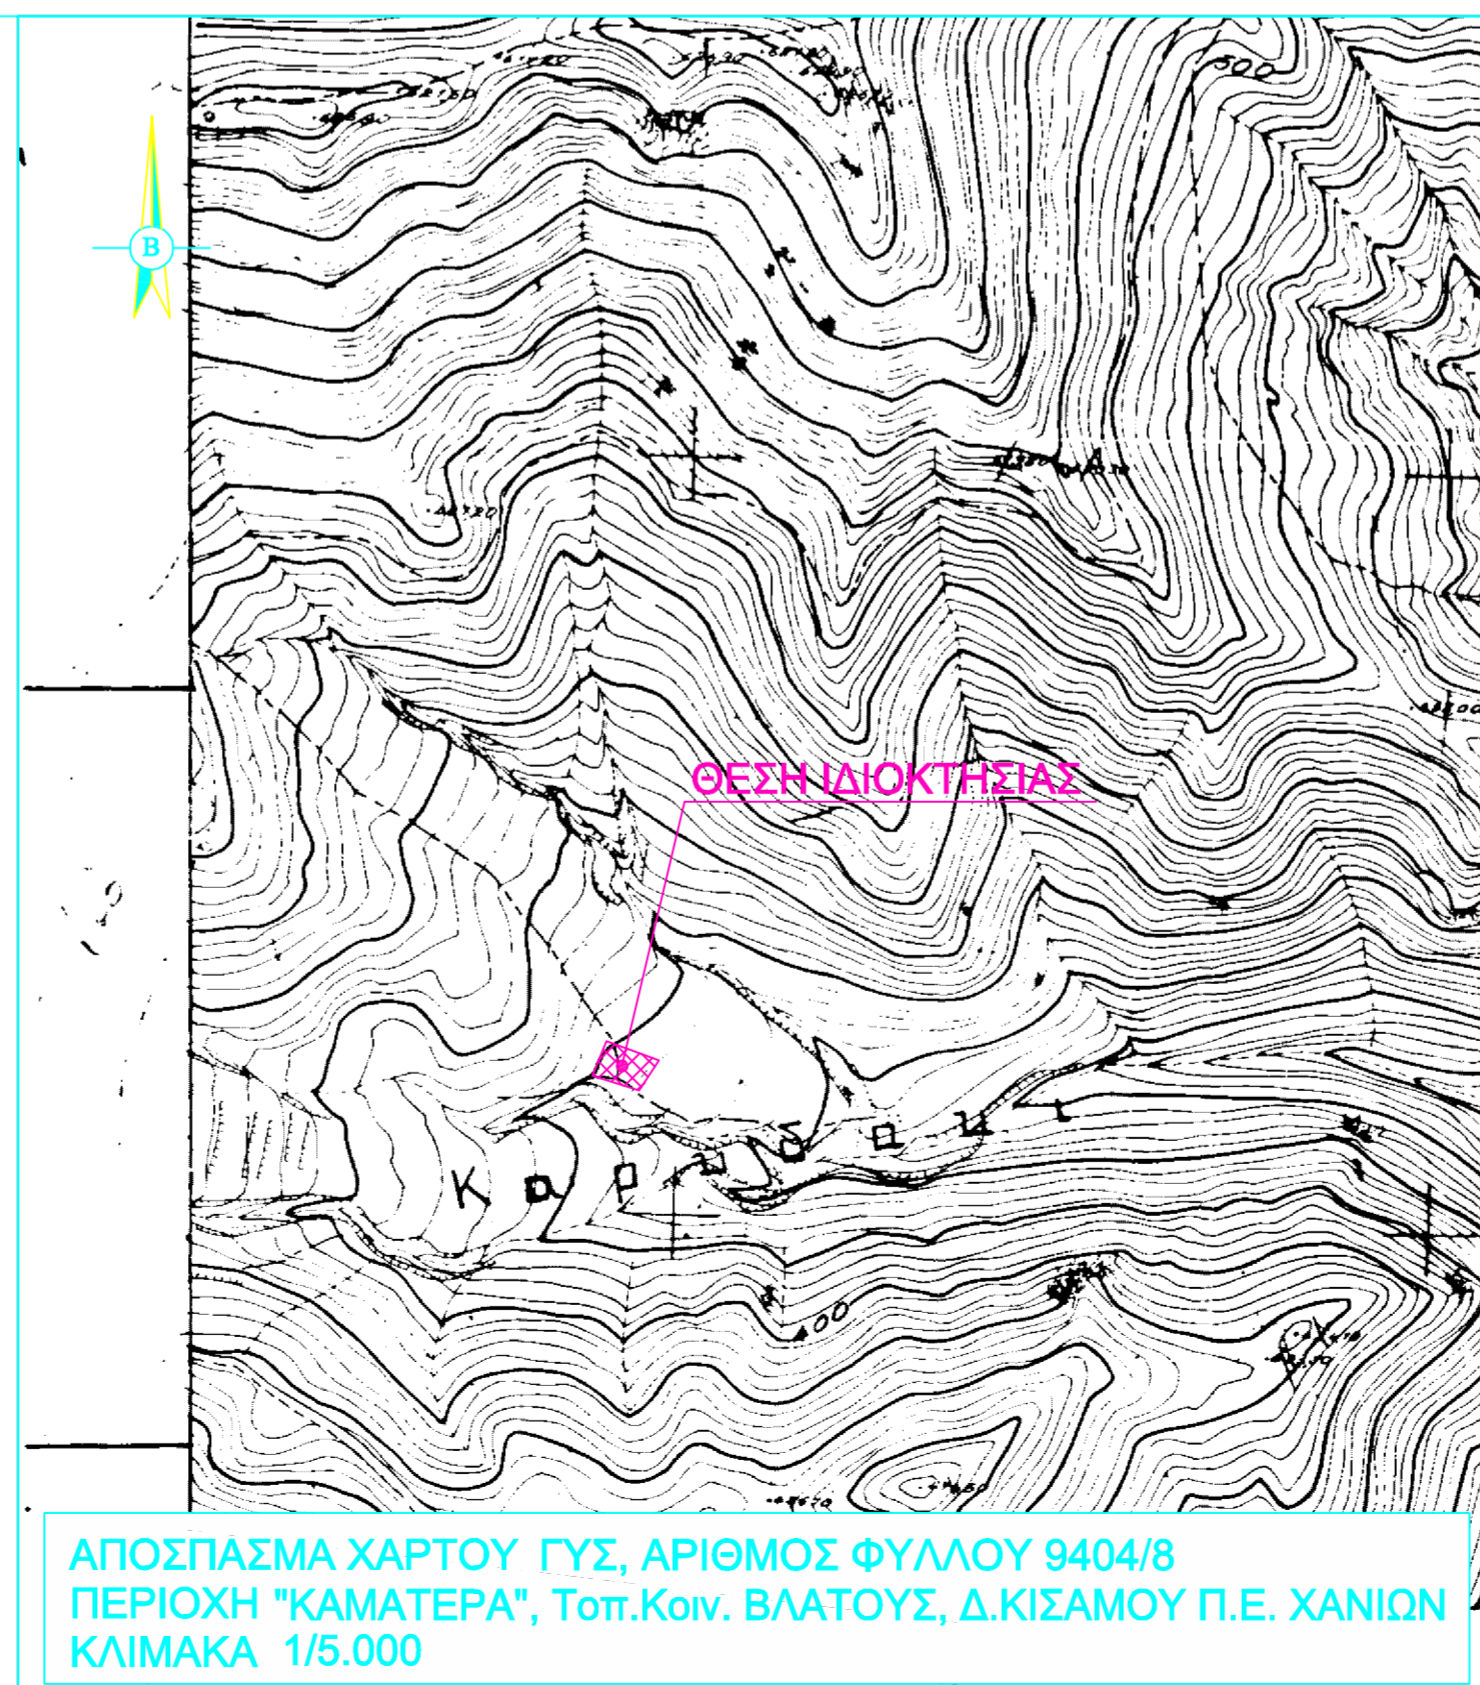 500
Β
ΘΕΣΗ ΙΔΙΟΚΤΗΣΙΑΣ
Καρυδακι
400
ΑΠΟΣΠΑΣΜΑ ΧΑΡΤΟΥ ΓΥΣ, ΑΡΙΘΜΟΣ ΦΥΛΛΟΥ 9404/8
ΠΕΡΙΟΧΗ "ΚΑΜΑΤΕΡΑ", Τοπ.Κοιν. ΒΛΑΤΟΥΣ, Δ.ΚΙΣΑΜΟΥ Π.Ε. ΧΑΝΙΩΝ
ΚΛΙΜΑΚΑ 1/5.000